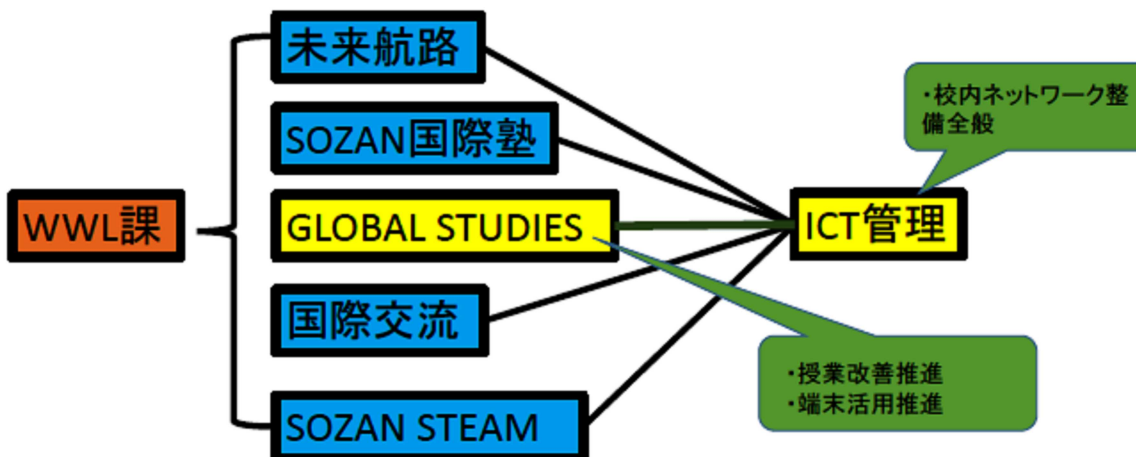 未来航路
SOZAN国際塾
WWL課
GLOBAL STUDIES
国際交流
SOZAN STEAM
ICT管理
・校内ネットワーク整
備全般
・授業改善推進
・端末活用推進